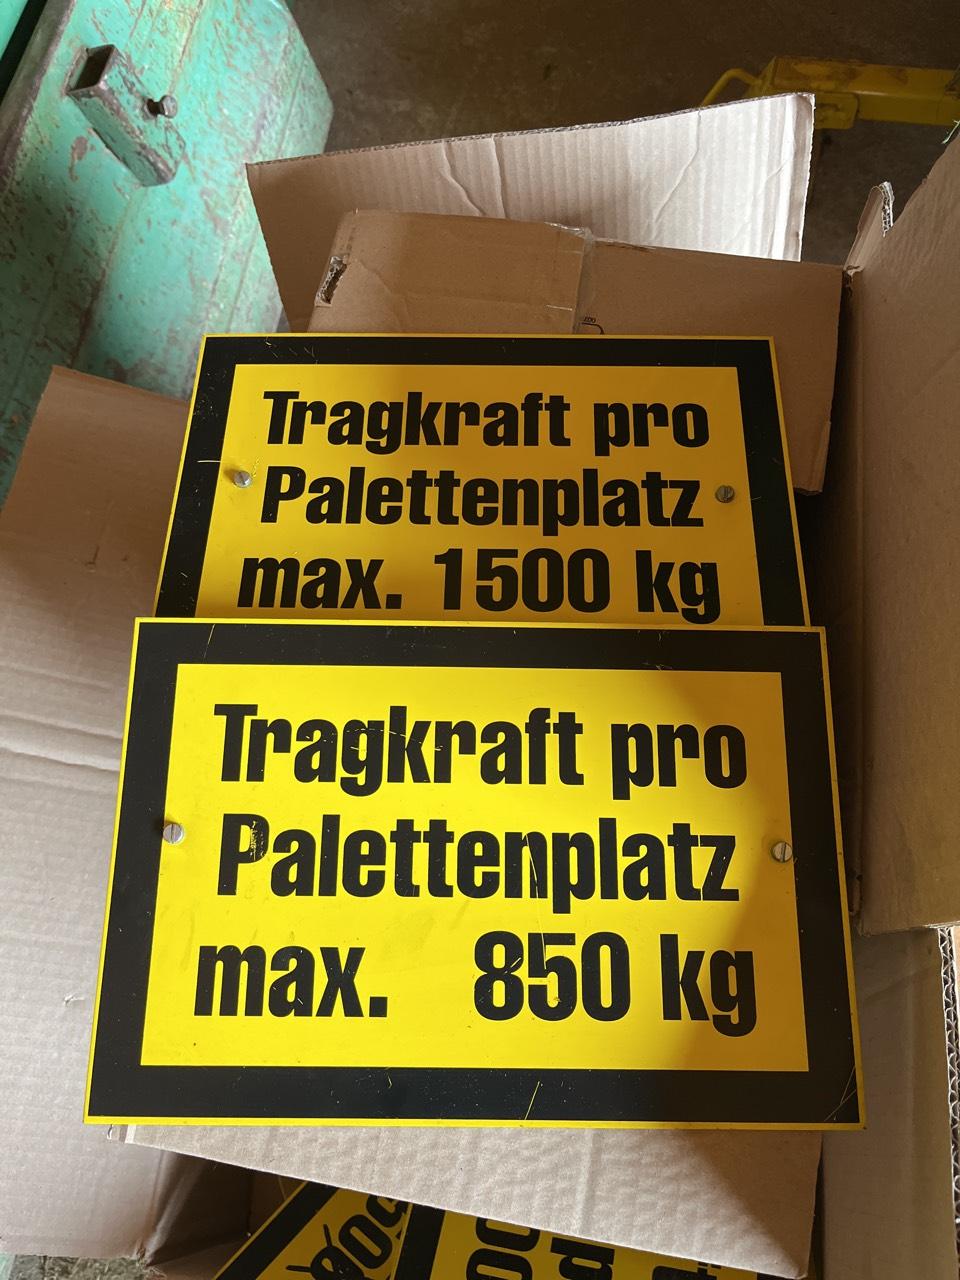 Tragkraft pro
Palettenplatz
max. 1500 kg
Tragkraft pro
Palettenplatz
max. 850 kg